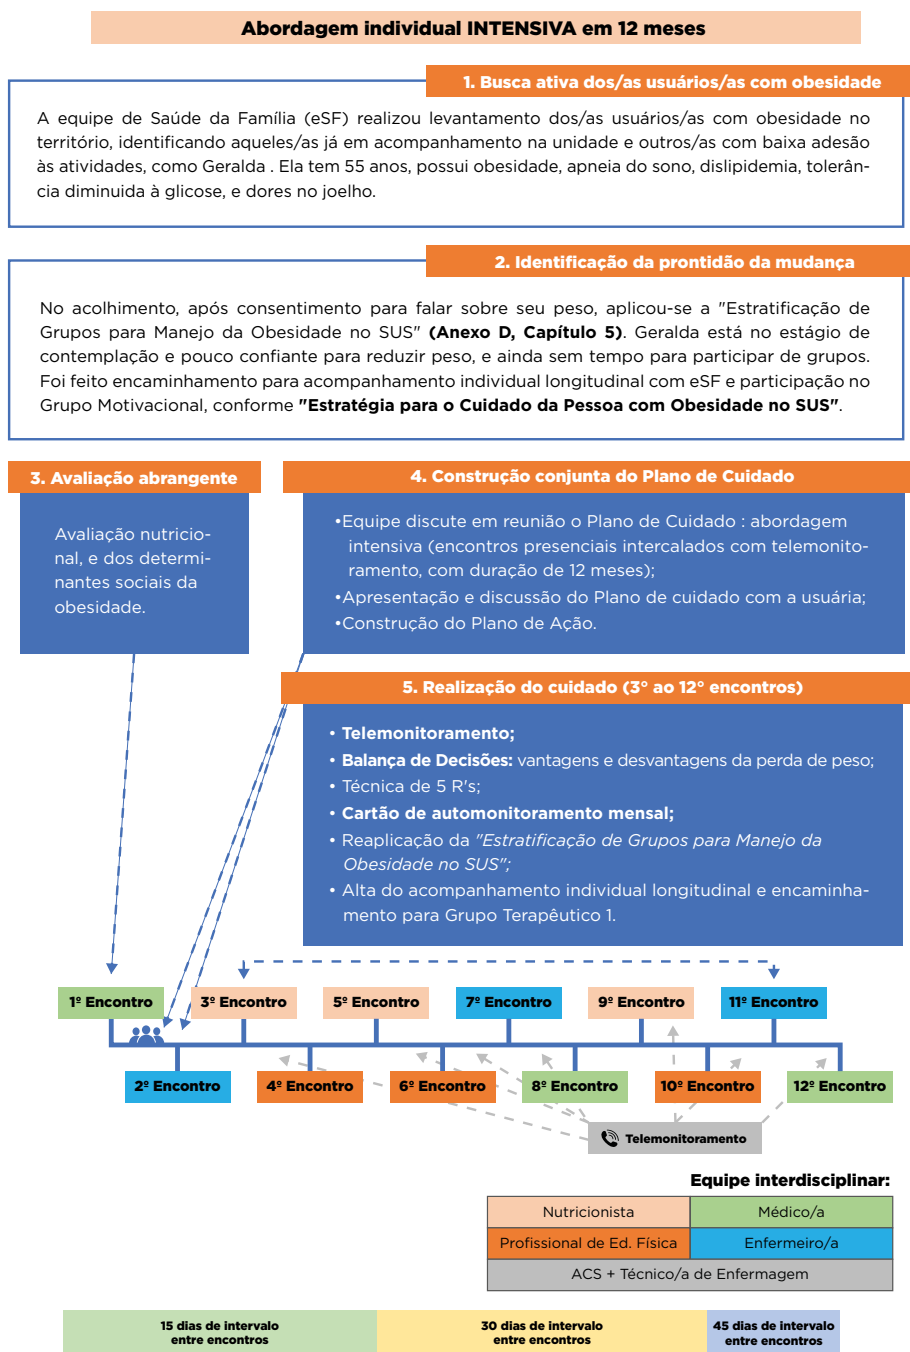 Abordagem individual INTENSIVA em 12 meses
1. Busca ativa dos/as usuários/as com obesidade
A equipe de Saúde da Família (eSF) realizou levantamento dos/as usuários/as com obesidade no
território, identificando aqueles/as já em acompanhamento na unidade e outros/as com baixa adesão
às atividades, como Geralda . Ela tem 55 anos, possui obesidade, apneia do sono, dislipidemia, tolerân-
cia diminuida à glicose, e dores no joelho.
2. Identificação da prontidão da mudança
No acolhimento, após consentimento para falar sobre seu peso, aplicou-se a "Estratificação de
Grupos para Manejo da Obesidade no SUS" (Anexo D, Capítulo 5). Geralda está no estágio de
contemplação e pouco confiante para reduzir peso, e ainda sem tempo para participar de grupos.
Foi feito encaminhamento para acompanhamento individual longitudinal com eSF e participação no
Grupo Motivacional, conforme "Estratégia para o Cuidado da Pessoa com Obesidade no SUS".
3. Avaliação abrangente
Avaliação nutricio-
nal, e dos determi-
nantes sociais da
obesidade.
4. Construção conjunta do Plano de Cuidado
•Equipe discute em reunião o Plano de Cuidado : abordagem
intensiva (encontros presenciais intercalados com telemonito-
ramento, com duração de 12 meses);
•Apresentação e discussão do Plano de cuidado com a usuária;
•Construção do Plano de Ação.
5. Realização do cuidado (3° ao 12° encontros)
• Telemonitoramento;
• Balança de Decisões: vantagens e desvantagens da perda de peso;
• Técnica de 5 R's;
• Cartão de automonitoramento mensal;
• Reaplicação da "Estratificação de Grupos para Manejo da
Obesidade no SUS";
• Alta do acompanhamento individual longitudinal e encaminha-
mento para Grupo Terapêutico 1.
1º Encontro
3º Encontro
5º Encontro
7º Encontro
9º Encontro
11º Encontro
2º Encontro
4º Encontro
6º Encontro
8º Encontro
10º Encontro
12º Encontro
Telemonitoramento
Equipe interdisciplinar:
Nutricionista
Médico/a
Profissional de Ed. Física
Enfermeiro/a
ACS + Técnico/a de Enfermagem
15 dias de intervalo
entre encontros
30 dias de intervalo
entre encontros
45 dias de intervalo
entre encontros